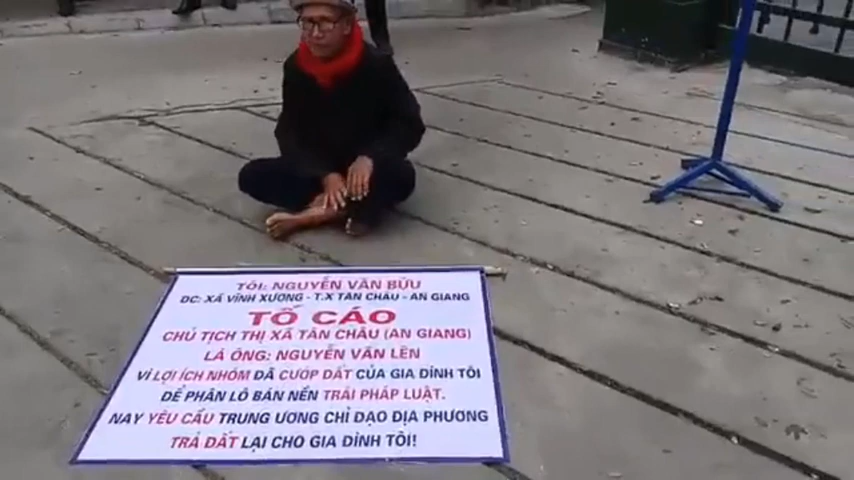 TÔI: NGUYỄN VĂN BỬU
ĐC: XÃ VĨNH XƯƠNG - T.X TÂN CHÂU - AN GIANG
TỐ CÁO
CHỦ TỊCH THỊ XÃ TÂN CHÂU (AN GIANG)
LÀ ÔNG: NGUYỄN VĂN LEN
VÌ LỢI ÍCH NHÓM ĐÃ CƯỚP ĐẤT CỦA GIA ĐÌNH TÔI
ĐỂ PHÂN LÔ BÁN NỀN TRÁI PHÁP LUẬT.
NAY YÊU CẦU TRUNG ƯƠNG CHỈ ĐẠO ĐỊA PHƯƠNG
TRẢ ĐẤT LẠI CHO GIA ĐÌNH TÔI!